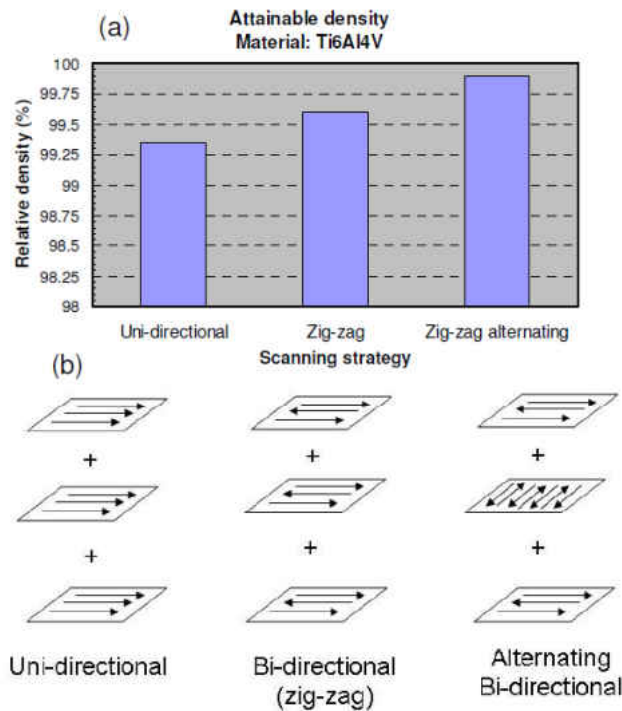 (a)
Attainable density
Material: Ti6Al4V
Relative density (%)
100
99.75
99.5
99.25
99
98.75
98.5
98.25
98
Uni-directional
Zig-zag
Zig-zag alternating
Scanning strategy
(b)
+ + +
+ + +
Uni-directional
Bi-directional
(zig-zag)
Alternating
Bi-directional